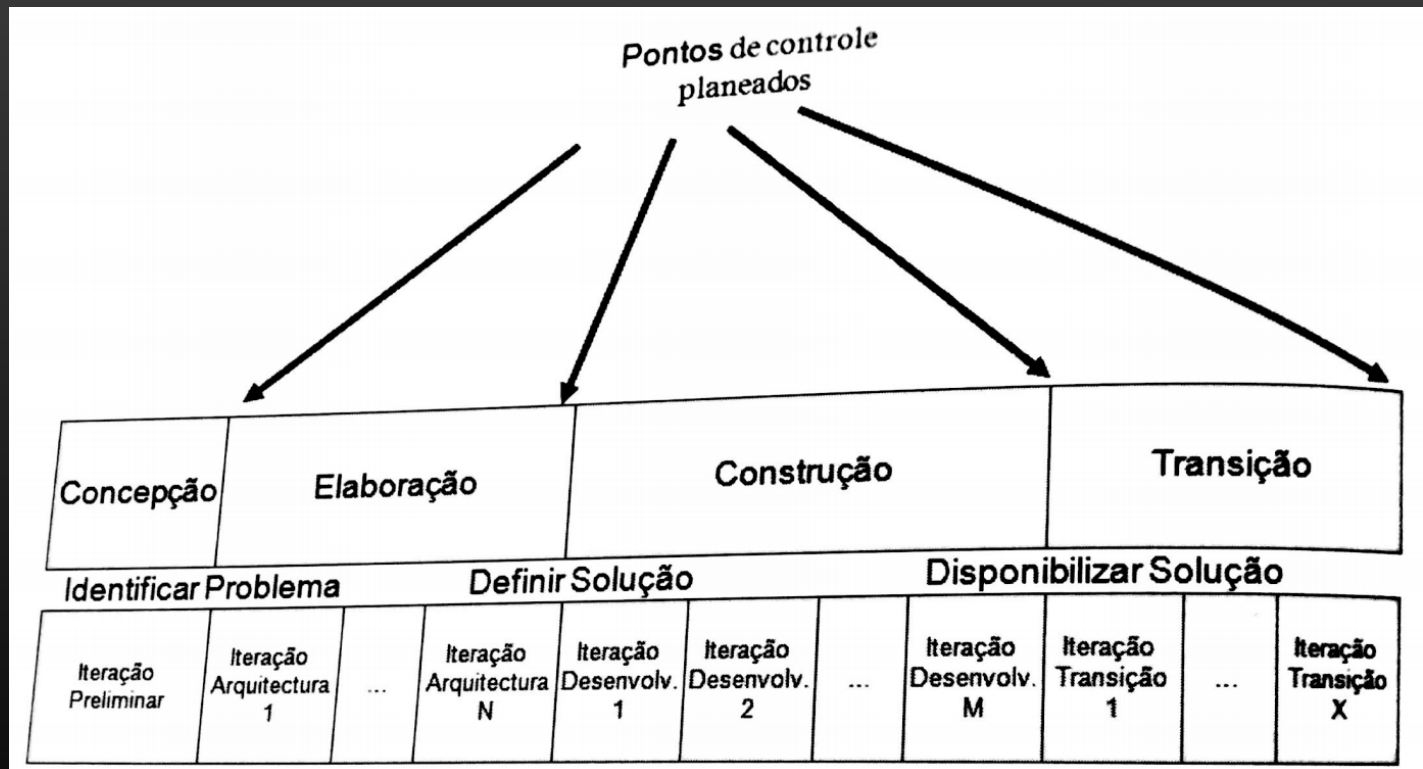 Pontos de controle
planeados
Concepção
Elaboração
Construção
Transição
Identificar Problema
Definir Solução
Disponibilizar Solução
Iteração
Preliminar
Iteração
Arquitectura
1
...
Iteração
Arquitectura
N
Iteração
Desenvolv.
1
Iteração
Desenvolv.
2
...
Iteração
Desenvolv.
M
Iteração
Transição
1
...
Iteração
Transição
X